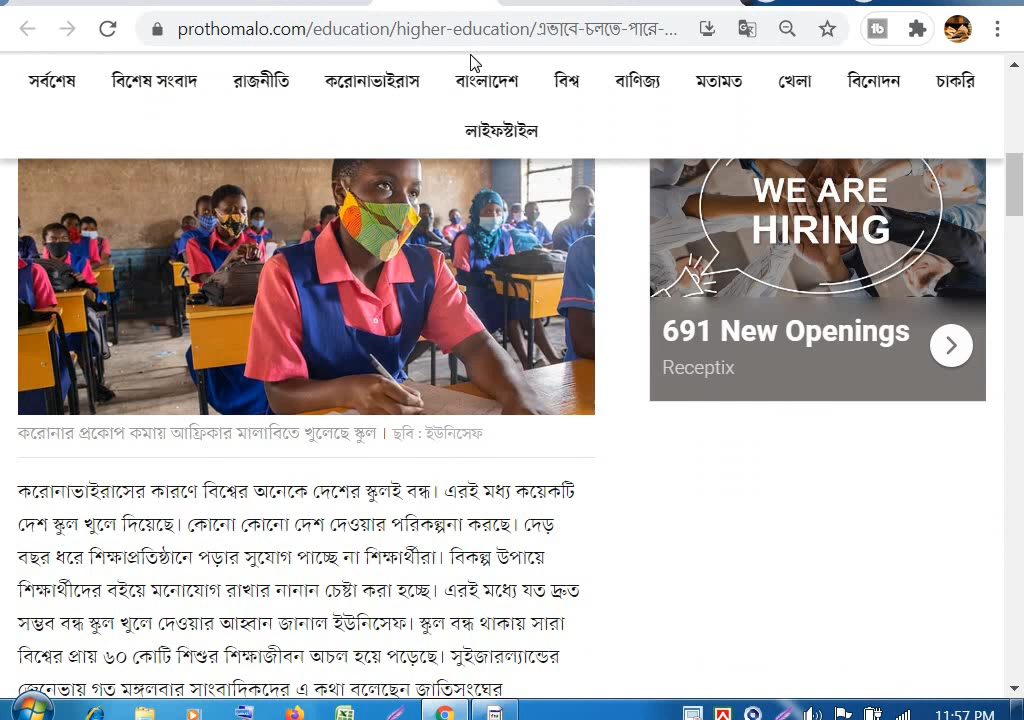 prothomalo.com/education/higher-education/এভাবে-চলতে-পারে-...
সর্বশেষ বিশেষ সংবাদ রাজনীতি করোনাভাইরাস বাংলাদেশ বিশ্ব বাণিজ্য মতামত খেলা বিনোদন চাকরি
লাইফস্টাইল
WE ARE
HIRING
691 New Openings
Receptix
করোনার প্রকোপ কমায় আফ্রিকার মালাবিতে খুলেছে স্কুল | ছবি : ইউনিসেফ
করোনাভাইরাসের কারণে বিশ্বের অনেকে দেশের স্কুলই বন্ধ। এরই মধ্য কয়েকটি
দেশ স্কুল খুলে দিয়েছে। কোনো কোনো দেশ দেওয়ার পরিকল্পনা করছে। দেড়
বছর ধরে শিক্ষাপ্রতিষ্ঠানে পড়ার সুযোগ পাচ্ছে না শিক্ষার্থীরা। বিকল্প উপায়ে
শিক্ষার্থীদের বইয়ে মনোযোগ রাখার নানান চেষ্টা করা হচ্ছে। এরই মধ্যে যত দ্রুত
সম্ভব বন্ধ স্কুল খুলে দেওয়ার আহ্বান জানাল ইউনিসেফ। স্কুল বন্ধ থাকায় সারা
বিশ্বের প্রায় ৬০ কোটি শিশুর শিক্ষাজীবন অচল হয়ে পড়েছে। সুইজারল্যান্ডের
জেনেভায় গত মঙ্গলবার সাংবাদিকদের এ কথা বলেছেন জাতিসংঘের
11:57 PM